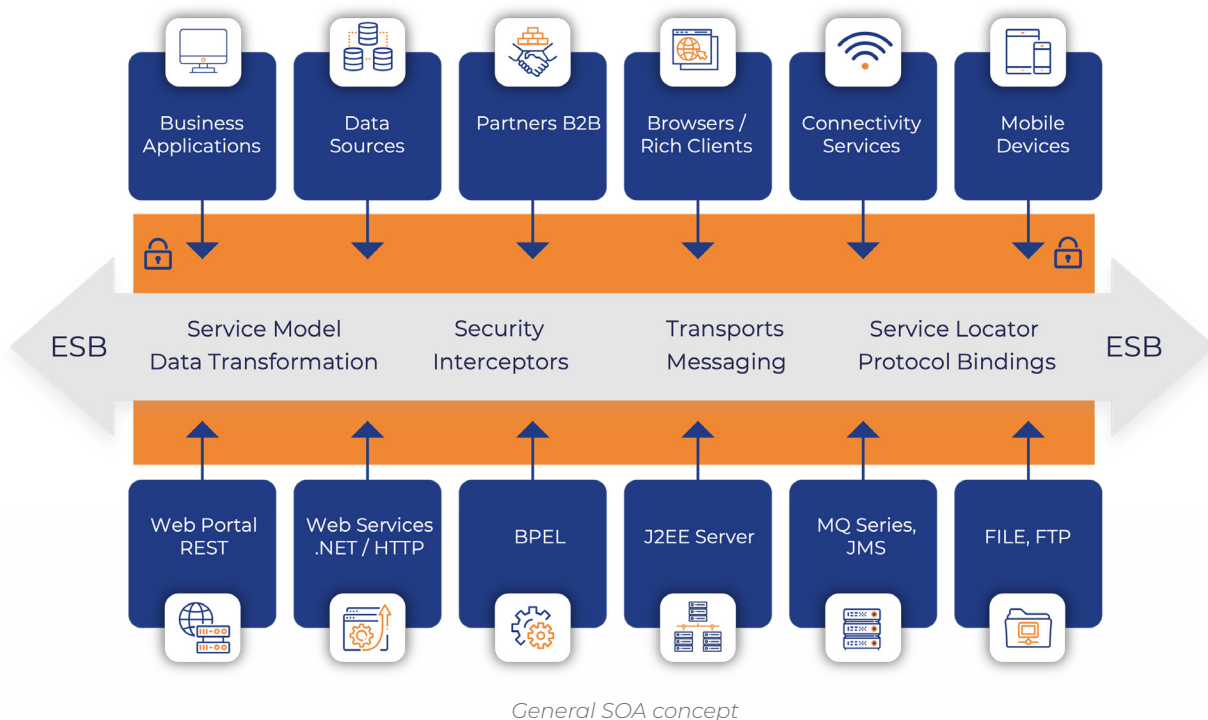 Business
Applications
Data
Sources
Partners B2B
Browsers /
Rich Clients
Connectivity
Services
Mobile
Devices
ESB
Service Model
Data Transformation
Security
Interceptors
Transports
Messaging
Service Locator
Protocol Bindings
ESB
Web Portal
REST
Web Services
.NET / HTTP
BPEL
J2EE Server
MQ Series,
JMS
FILE, FTP
General SOA concept